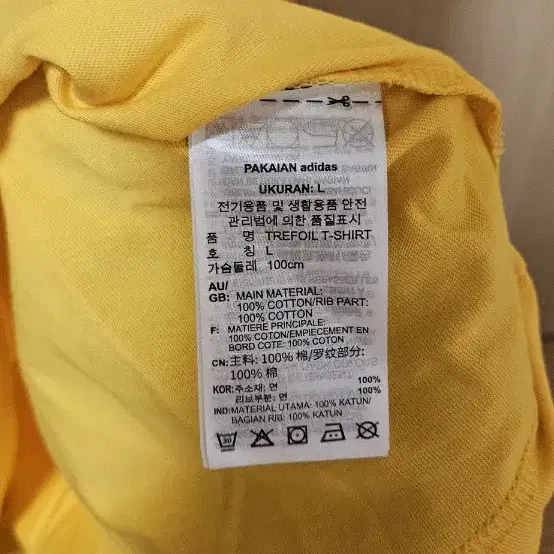 PAKAIAN adidas
UKURAN: L
전기용품 및 생활용품 안전
관리법에 의한 품질표시
품 명 TREFOIL T-SHIRT
호 칭 L
가슴둘레 100cm
AU/
GB: MAIN MATERIAL:
100% COTTON/RIB PART:
100% COTTON
F: MATIERE PRINCIPALE:
100% COTON/EMPIECEMENT EN
BORD COTE: 100% COTON
CN: 主料: 100% 棉/罗纹部分:
100% 棉
KOR: 주소재: 면 100%
리브부분: 면 100%
IND: MATERIAL UTAMA: 100% KATUN/
BAGIAN RIB: 100% KATUN
30